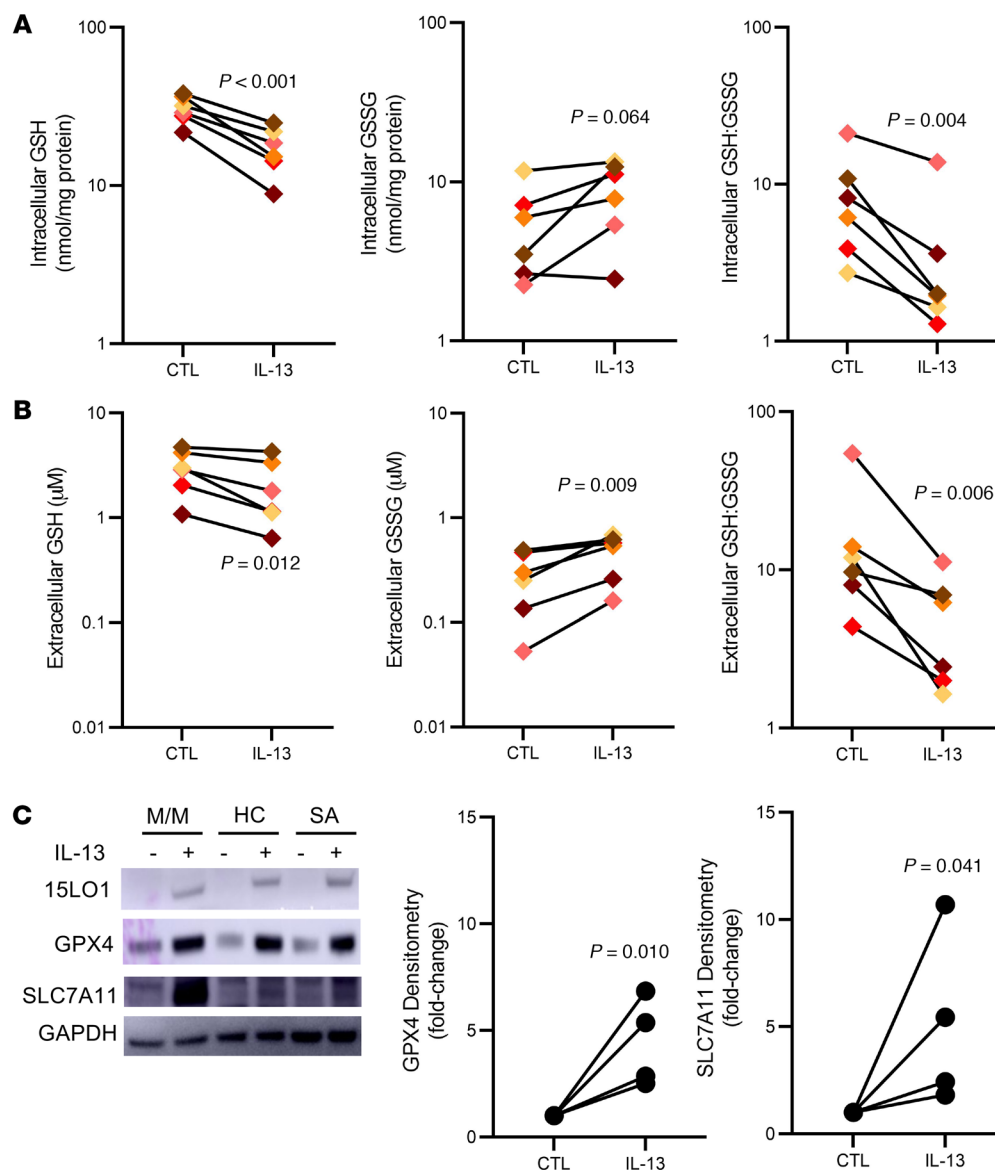 A
Intracellular GSH
(nmol/mg protein)
100
10
1
P < 0.001
CTL
IL-13
Intracellular GSSG
(nmol/mg protein)
100
10
1
P = 0.064
CTL
IL-13
Intracellular GSH:GSSG
100
10
1
P = 0.004
CTL
IL-13
B
Extracellular GSH (μM)
10
1
0.1
0.01
P = 0.012
CTL
IL-13
Extracellular GSSG (μM)
10
1
0.1
0.01
P = 0.009
CTL
IL-13
Extracellular GSH:GSSG
100
10
1
P = 0.006
CTL
IL-13
C
M/M HC SA
IL-13 - + - + - +
15LO1
GPX4
SLC7A11
GAPDH
GPX4 Densitometry
(fold-change)
15
10
5
0
P = 0.010
CTL
IL-13
SLC7A11 Densitometry
(fold-change)
15
10
5
0
P = 0.041
CTL
IL-13